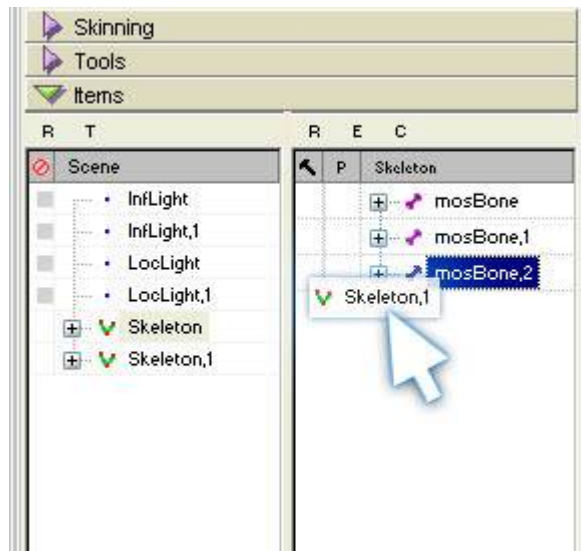 Skinning
Tools
Items
R T
R E C
Scene
P Skeleton
InfLight
InfLight,1
LocLight
LocLight,1
Skeleton
Skeleton,1
mosBone
mosBone,1
mosBone,2
Skeleton,1